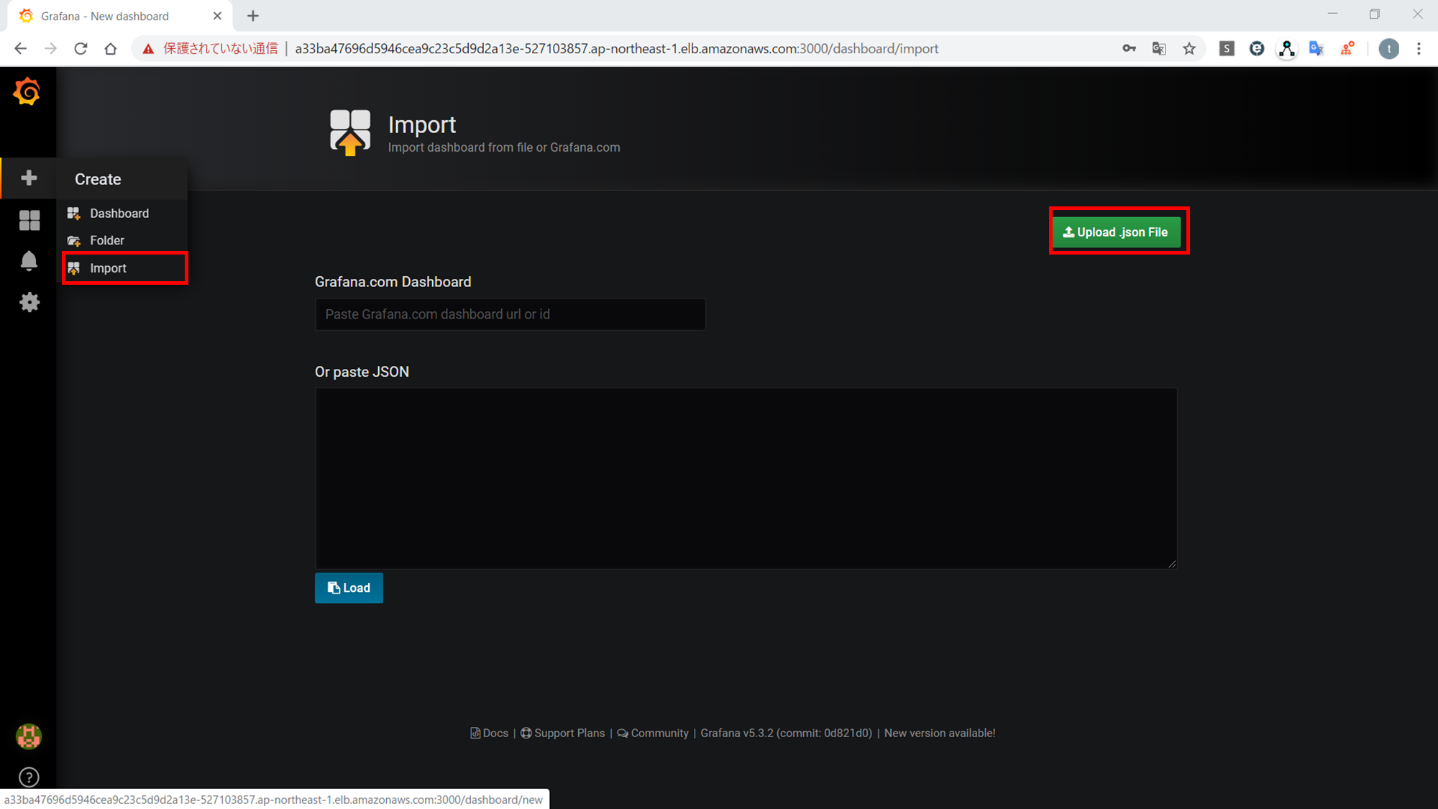 Grafana - New dashboard
保護されていない通信 | a33ba47696d5946cea9c23c5d9d2a13e-527103857.ap-northeast-1.elb.amazonaws.com:3000/dashboard/import
S
t
Import
Import dashboard from file or Grafana.com
Create
Dashboard
Folder
Import
Upload .json File
Grafana.com Dashboard
Paste Grafana.com dashboard url or id
Or paste JSON
Load
Docs | Support Plans | Community | Grafana v5.3.2 (commit: 0d821d0) | New version available!
a33ba47696d5946cea9c23c5d9d2a13e-527103857.ap-northeast-1.elb.amazonaws.com:3000/dashboard/new